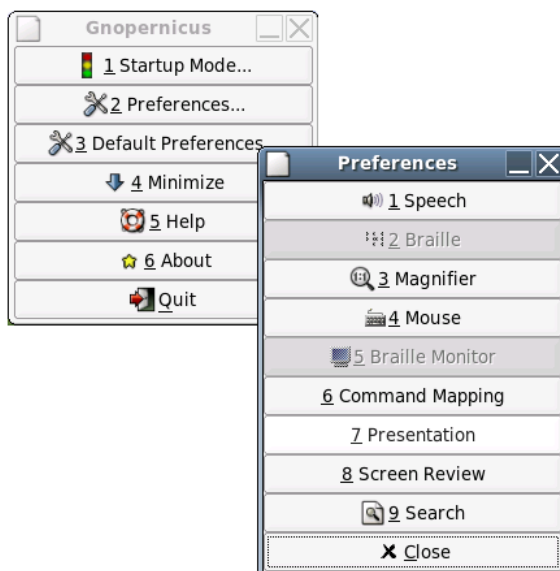 Gnopernicus
1 Startup Mode...
2 Preferences...
3 Default Preferences
4 Minimize
5 Help
6 About
Quit
Preferences
1 Speech
2 Braille
3 Magnifier
4 Mouse
5 Braille Monitor
6 Command Mapping
7 Presentation
8 Screen Review
9 Search
Close